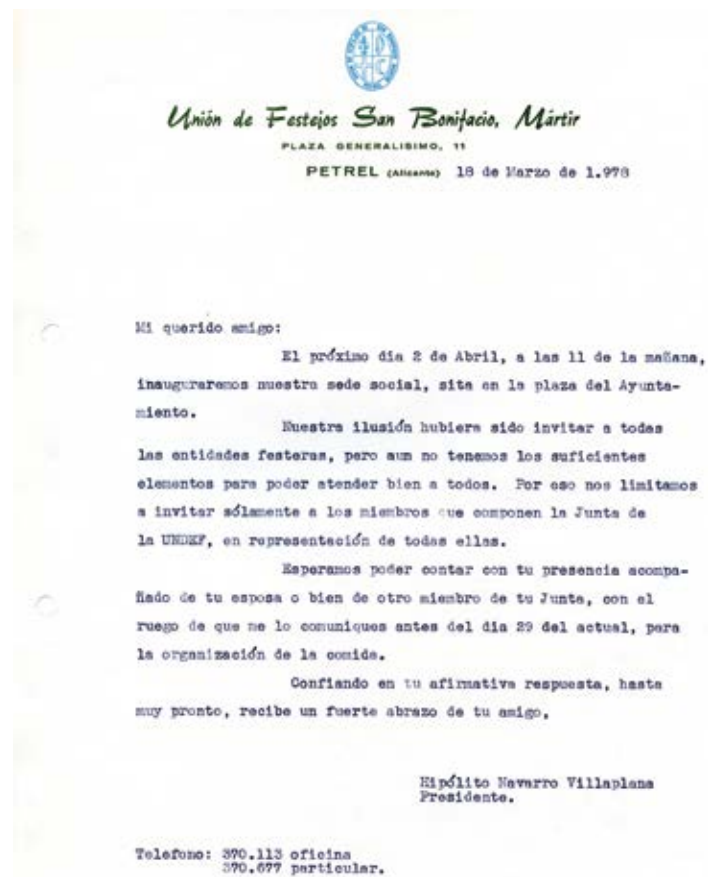 Unión de Festejos San Bonifacio, Mártir
PLAZA GENERALISIMO, 11
PETREL (Alicante) 18 de Marzo de 1.978
Mi querido amigo:
El próximo dia 2 de Abril, a las 11 de la mañana,
inauguraremos nuestra sede social, sita en la plaza del Ayunta-
miento.
Nuestra ilusión hubiera sido invitar a todas
las entidades festeras, pero aun no tenemos los suficientes
elementos para poder atender bien a todos. Por eso nos limitamos
a invitar sólamente a los miembros que componen la Junta de
la UNDEF, en representación de todas ellas.
Esperamos poder contar con tu presencia acompa-
ñado de tu esposa o bien de otro miembro de tu Junta, con el
ruego de que me lo comuniques antes del dia 29 del actual, para
la organización de la comida.
Confiando en tu afirmativa respuesta, hasta
muy pronto, recibe un fuerte abrazo de tu amigo,
Hipólito Navarro Villaplana
Presidente.
Telefono: 370.113 oficina
370.677 particular.